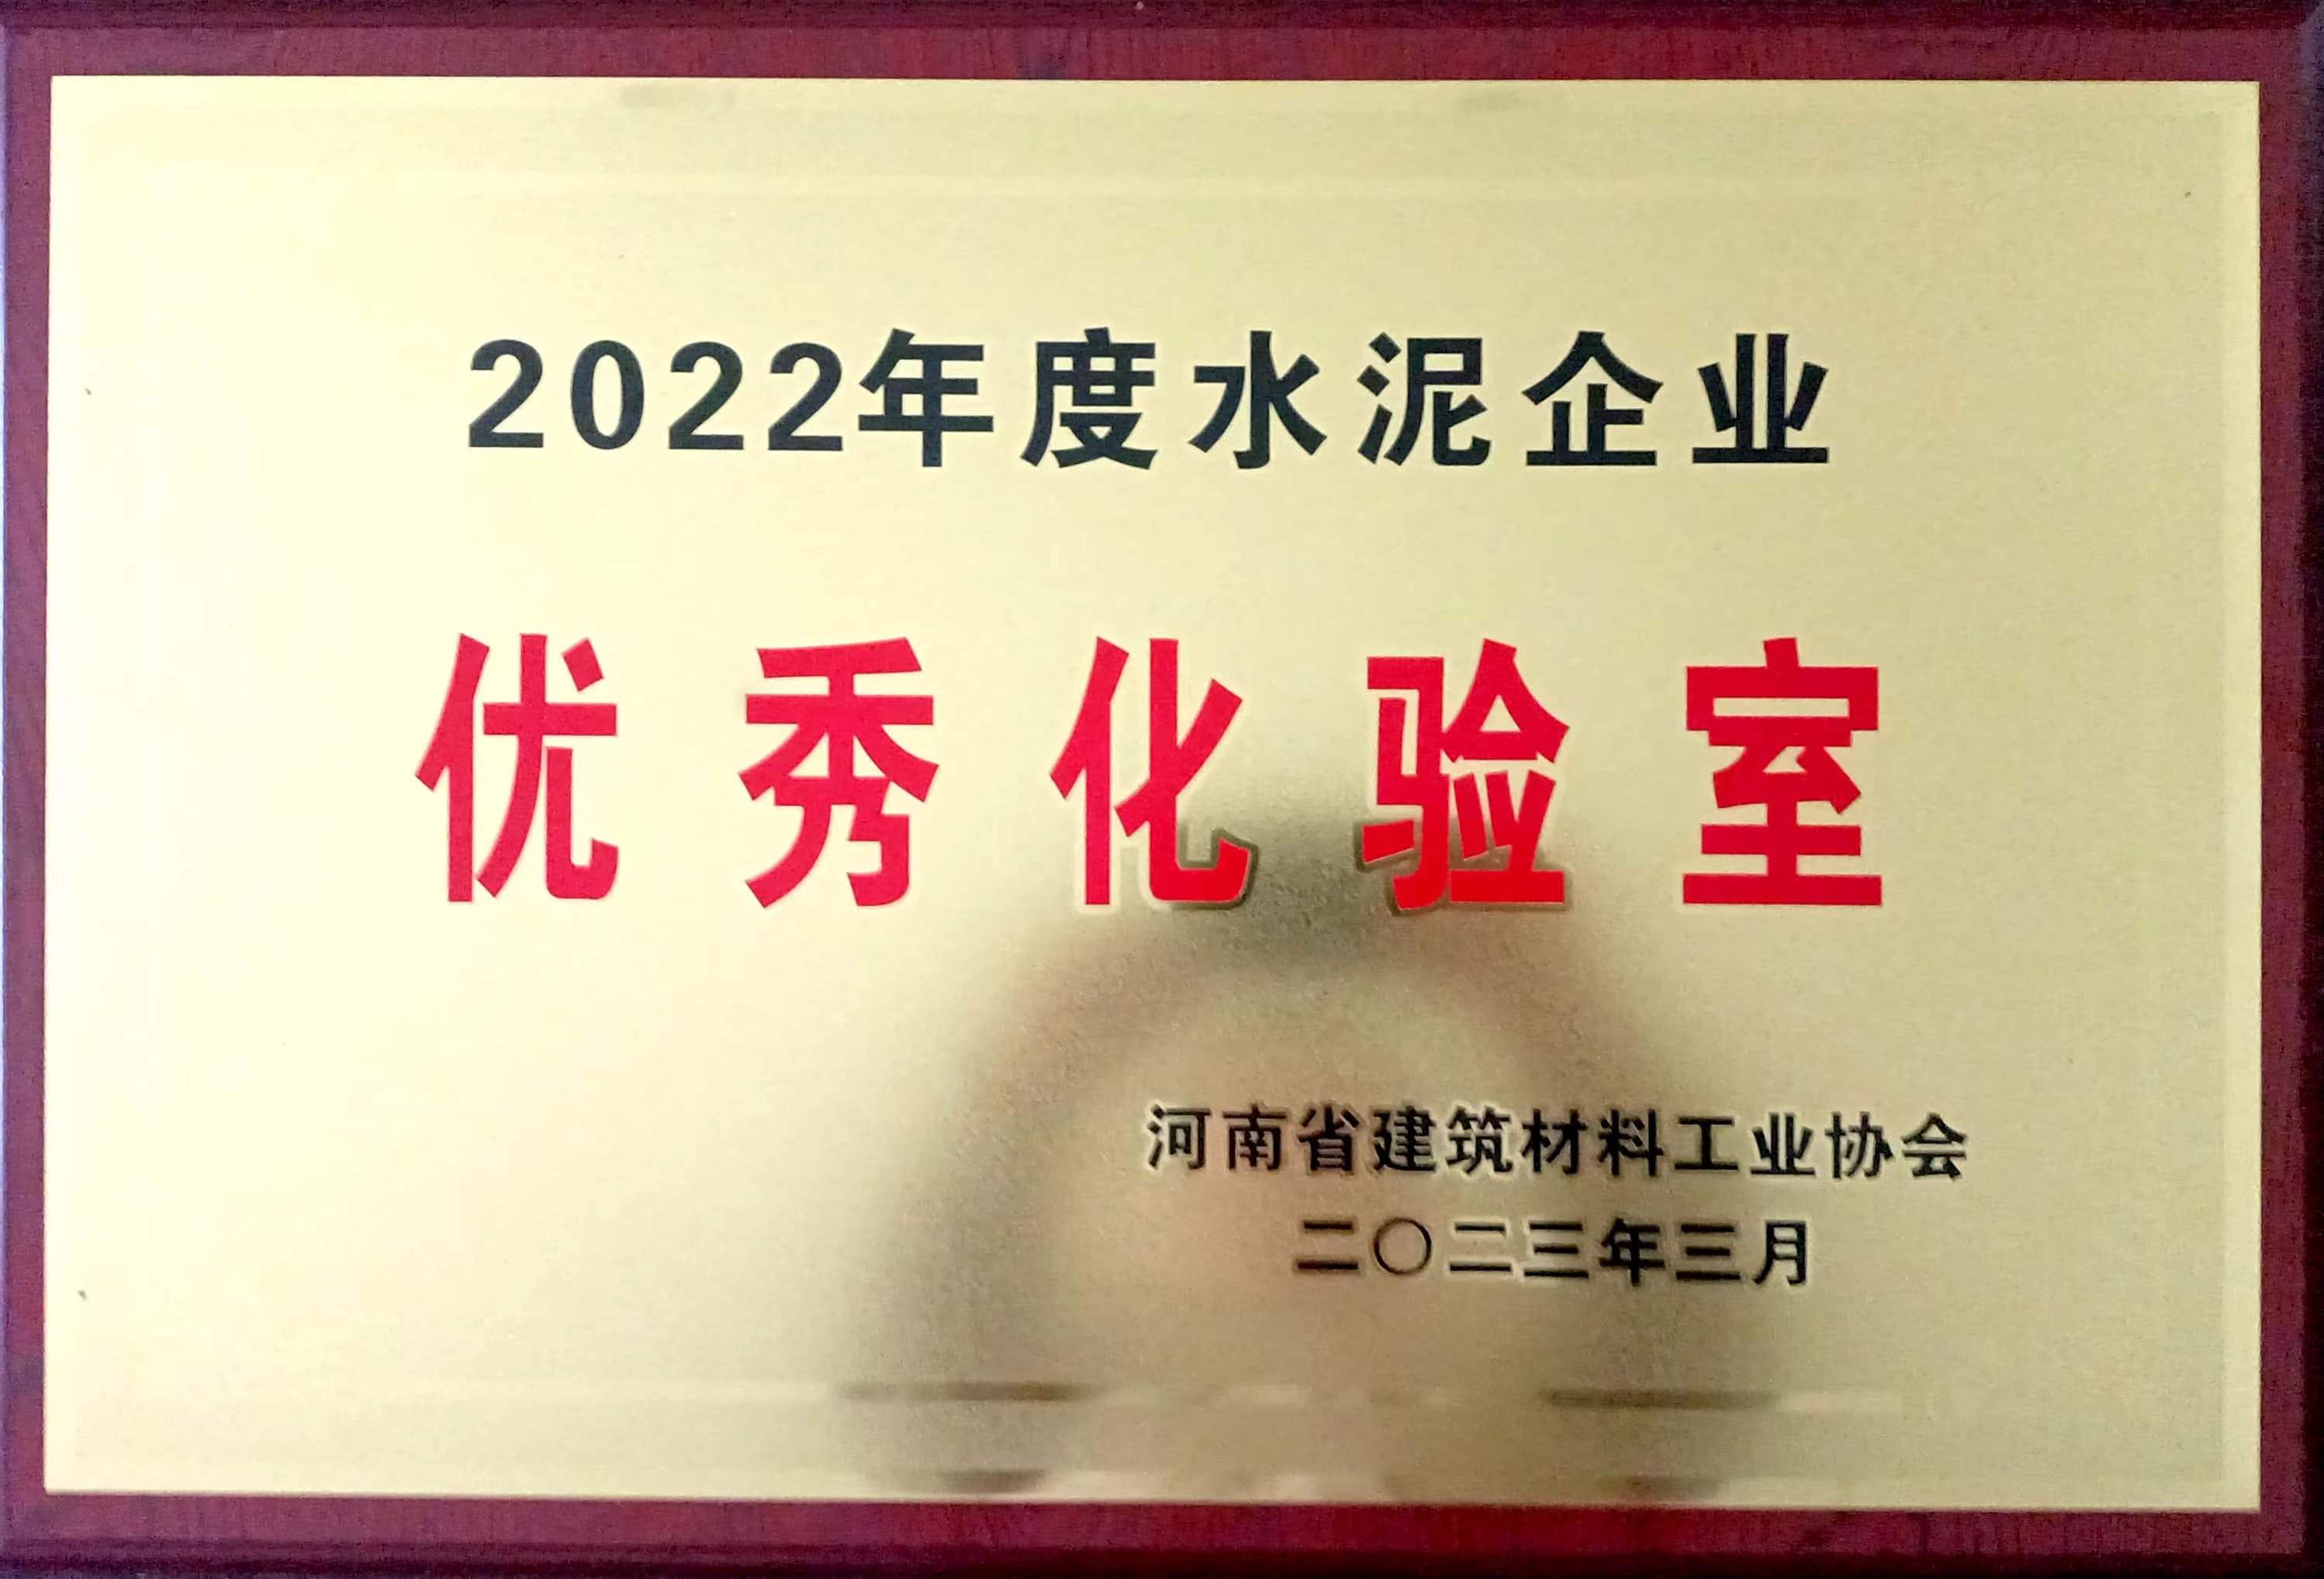 2022年度水泥企业
优秀化验室
河南省建筑材料工业协会
二〇二三年三月